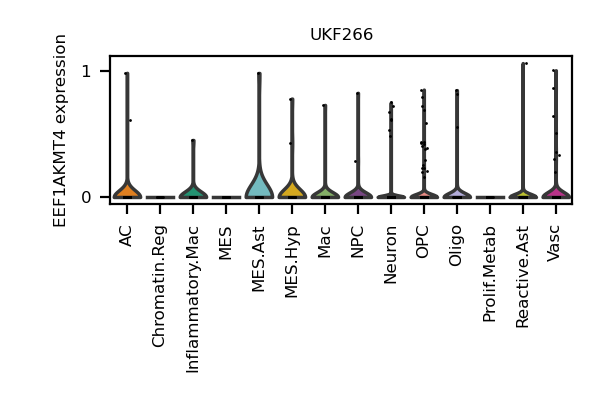 UKF266
EEF1AKMT4 expression
1
0
AC
Chromatin.Reg
Inflammatory.Mac
MES
MES.Ast
MES.Hyp
Mac
NPC
Neuron
OPC
Oligo
Prolif.Metab
Reactive.Ast
Vasc